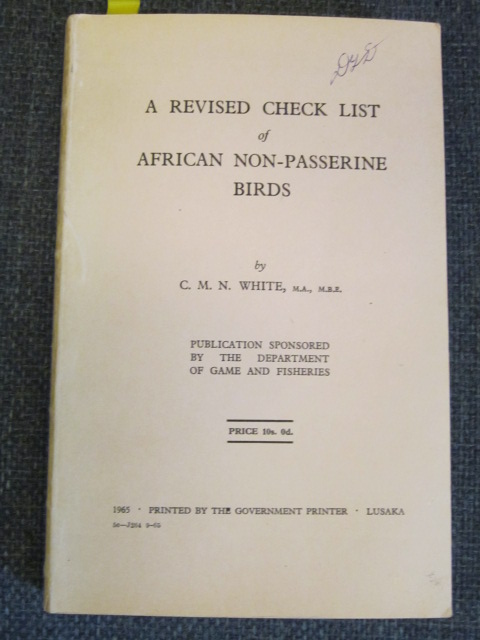 A REVISED CHECK LIST
of
AFRICAN NON-PASSERINE
BIRDS
by
C. M. N. WHITE, M.A., M.B.E.
PUBLICATION SPONSORED
BY THE DEPARTMENT
OF GAME AND FISHERIES
PRICE 10s. 0d.
1965 · PRINTED BY THE GOVERNMENT PRINTER · LUSAKA